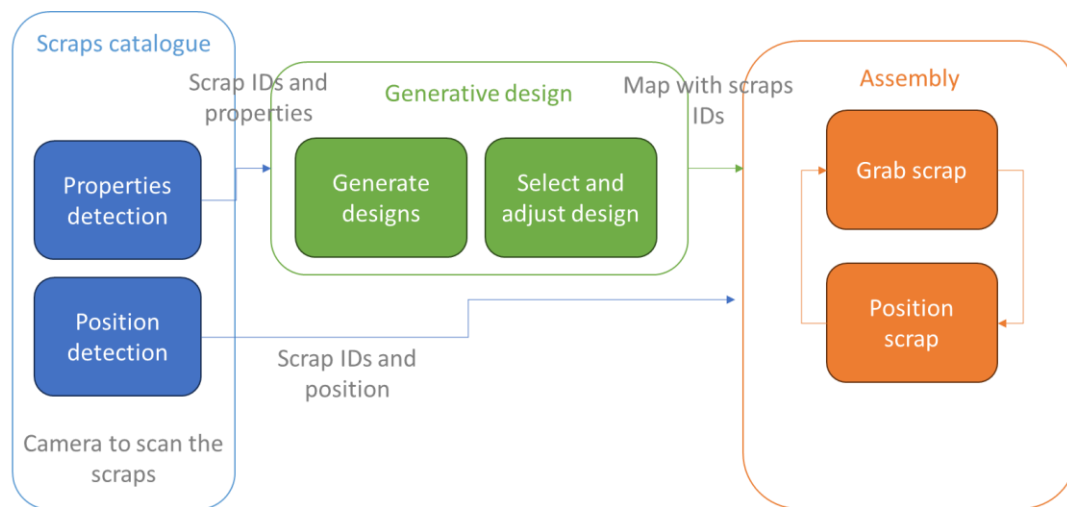 Scraps catalogue
Properties
detection
Position
detection
Camera to scan the
scraps
Scrap IDs and
properties
Scrap IDs and
position
Generative design
Generate
designs
Select and
adjust design
Map with scraps
IDs
Assembly
Grab scrap
Position
scrap